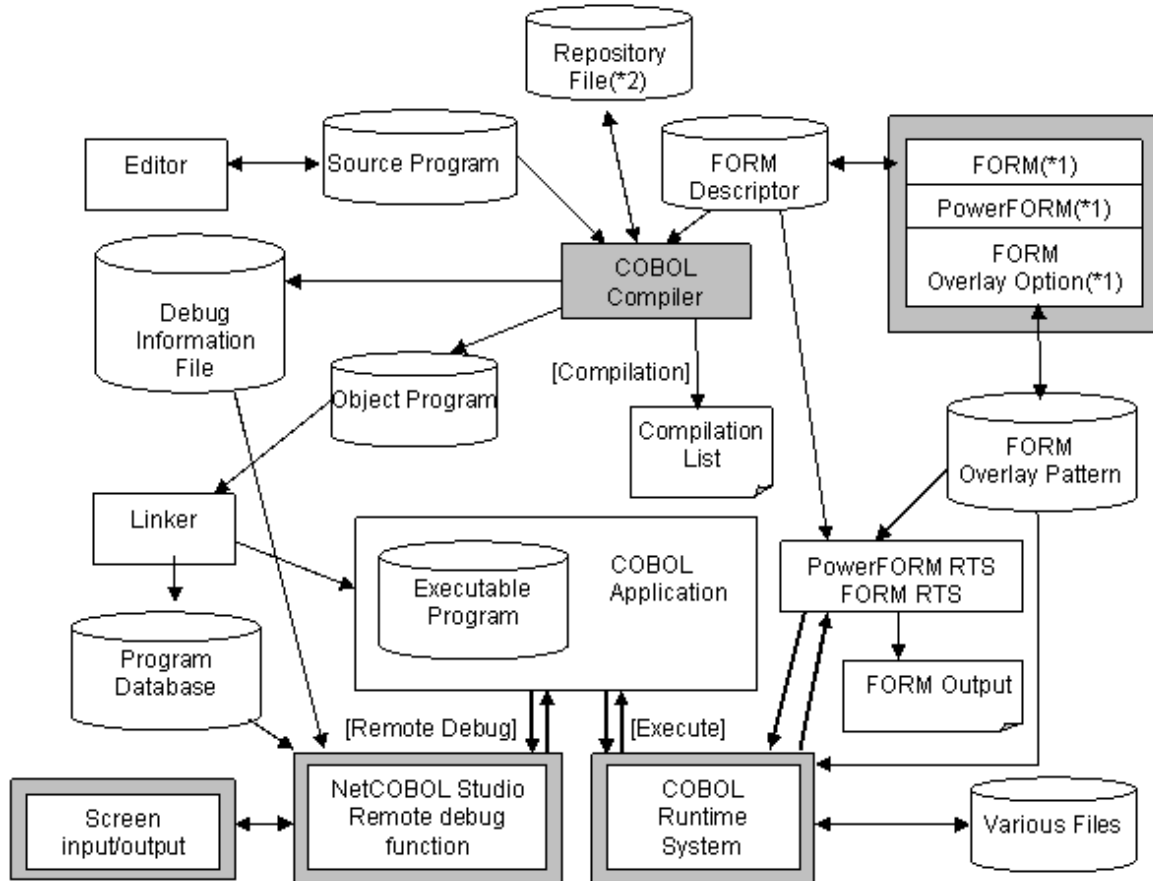 Repository
File(*2)
Editor
Source Program
FORM
Descriptor
FORM(*1)
PowerFORM(*1)
FORM
Overlay Option(*1)
COBOL
Compiler
Debug
Information
File
Object Program
[Compilation]
Compilation
List
FORM
Overlay Pattern
Linker
Executable
Program
COBOL
Application
PowerFORM RTS
FORM RTS
Program
Database
FORM Output
[Remote Debug]
[Execute]
Screen
input/output
NetCOBOL Studio
Remote debug
function
COBOL
Runtime
System
Various Files